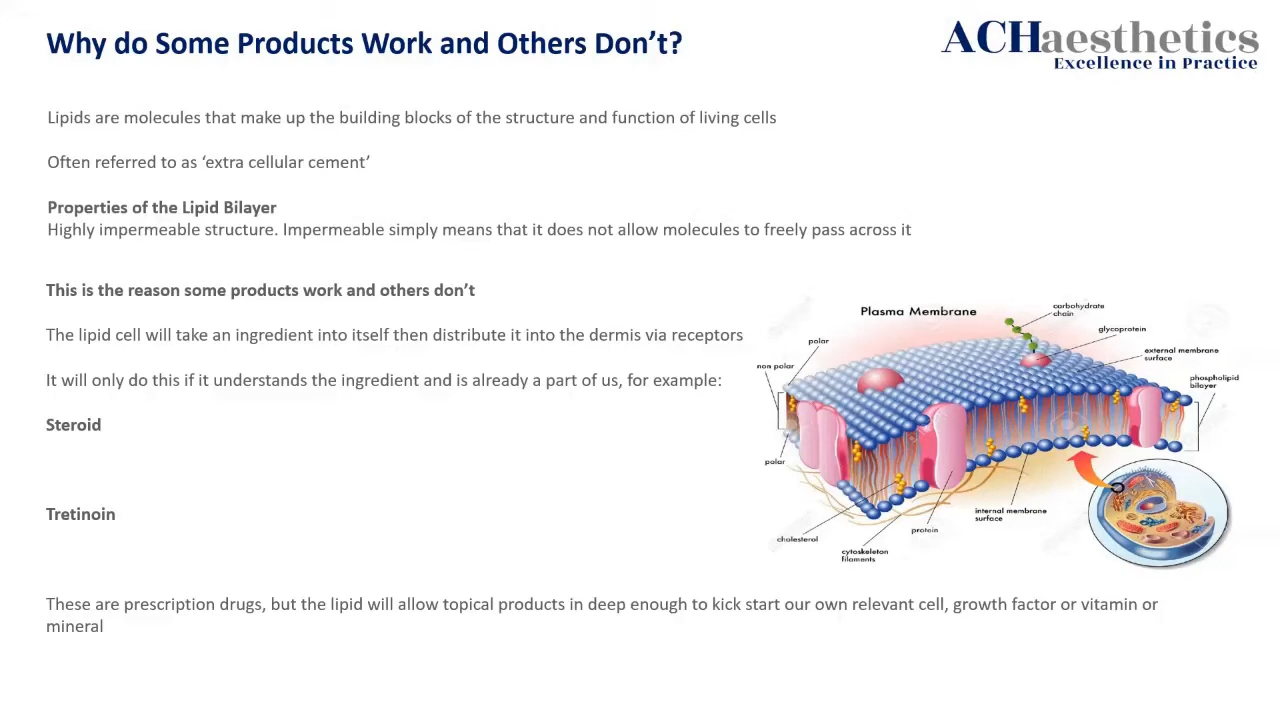 Why do Some Products Work and Others Don’t?
ACHaesthetics
Excellence in Practice
Lipids are molecules that make up the building blocks of the structure and function of living cells
Often referred to as ‘extra cellular cement’
Properties of the Lipid Bilayer
Highly impermeable structure. Impermeable simply means that it does not allow molecules to freely pass across it
This is the reason some products work and others don’t
The lipid cell will take an ingredient into itself then distribute it into the dermis via receptors
It will only do this if it understands the ingredient and is already a part of us, for example:
Steroid
Tretinoin
Plasma Membrane
carbohydrate
chain
glycoprotein
polar
external membrane
surface
non polar
phospholipid
bilayer
polar
internal membrane
surface
protein
cholesterol
cytoskeleton
filaments
These are prescription drugs, but the lipid will allow topical products in deep enough to kick start our own relevant cell, growth factor or vitamin or
mineral